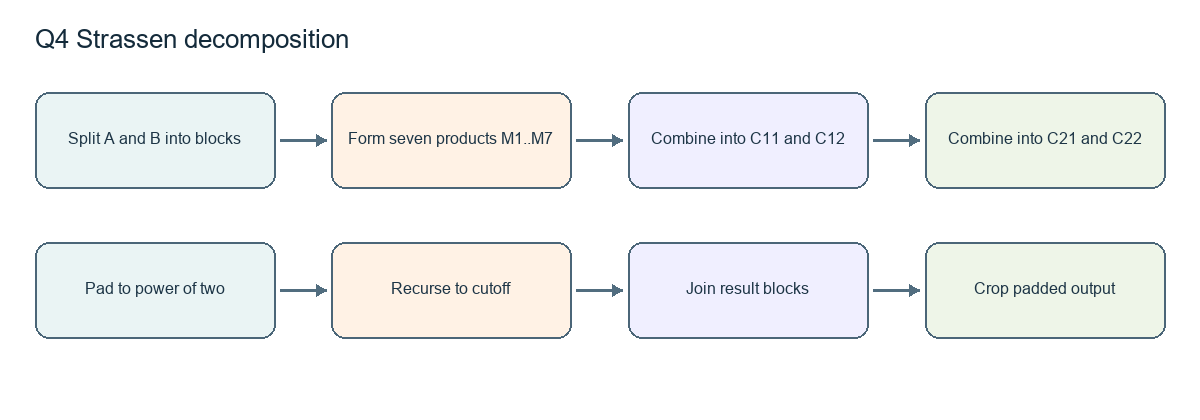 Q4 Strassen decomposition
Split A and B into blocks
Form seven products M1..M7
Combine into C11 and C12
Combine into C21 and C22
Pad to power of two
Recurse to cutoff
Join result blocks
Crop padded output